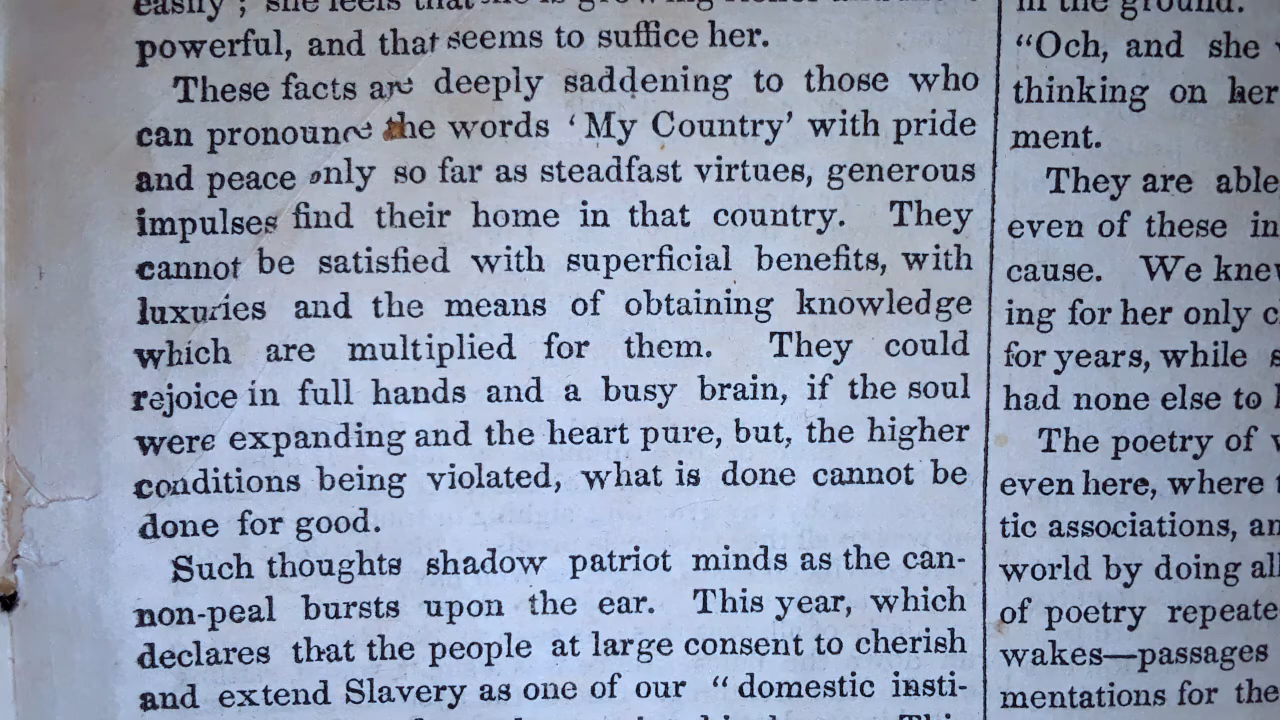 powerful, and that seems to suffice her.
These facts are deeply saddening to those who
can pronounce the words ‘My Country’ with pride
and peace only so far as steadfast virtues, generous
impulses find their home in that country. They
cannot be satisfied with superficial benefits, with
luxuries and the means of obtaining knowledge
which are multiplied for them. They could
rejoice in full hands and a busy brain, if the soul
were expanding and the heart pure, but, the higher
conditions being violated, what is done cannot be
done for good.
Such thoughts shadow patriot minds as the can-
non-peal bursts upon the ear. This year, which
declares that the people at large consent to cherish
and extend Slavery as one of our “domestic insti-
in the ground.
“Och, and she
thinking on her
ment.
They are able
even of these in
cause. We knew
ing for her only
for years, while
had none else to
The poetry of
even here, where
tic associations, an
world by doing all
of poetry repeate
wakes—passages
mentations for the